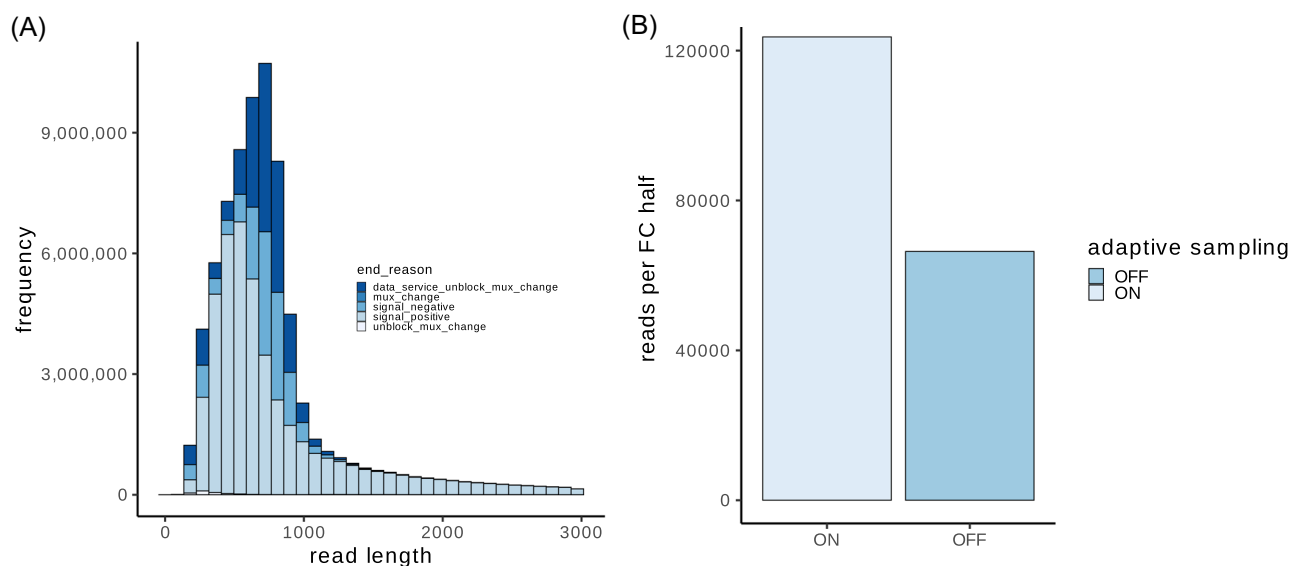 (A)
frequency
9,000,000
6,000,000
3,000,000
0
end_reason
data_service_unblock_mux_change
mux_change
signal_negative
signal_positive
unblock_mux_change
0 1000 2000 3000
read length
(B)
reads per FC half
120000
80000
40000
0
ON OFF
adaptive sampling
OFF
ON